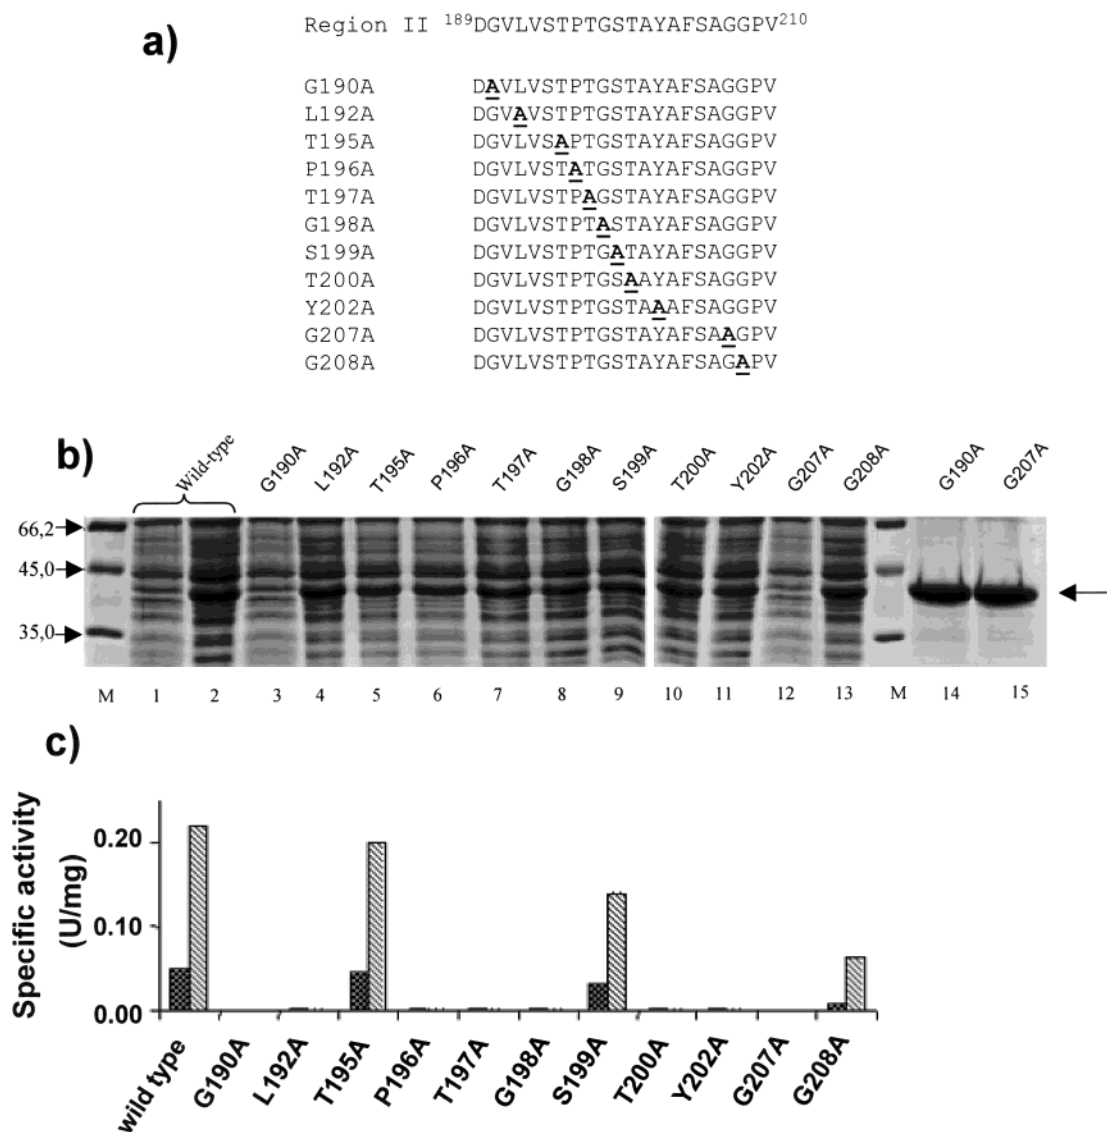 a)
Region II ¹⁸⁹DGVLVSTPTGSTAYAFSAGGPV²¹⁰
G190A DAVLVSTPTGSTAYAFSAGGPV
L192A DGVAVSTPTGSTAYAFSAGGPV
T195A DGVLVSAPTGSTAYAFSAGGPV
P196A DGVLVSTATGSTAYAFSAGGPV
T197A DGVLVSTPAGSTAYAFSAGGPV
G198A DGVLVSTPTASTAYAFSAGGPV
S199A DGVLVSTPTGATAYAFSAGGPV
T200A DGVLVSTPTGSAAYAFSAGGPV
Y202A DGVLVSTPTGSTAAAFSAGGPV
G207A DGVLVSTPTGSTAYAFSAAGPV
G208A DGVLVSTPTGSTAYAFSAGAPV
b)
Wild-type G190A L192A T195A P196A T197A G198A S199A T200A Y202A G207A G208A G190A G207A
66,2
45,0
35,0
M 1 2 3 4 5 6 7 8 9 10 11 12 13 M 14 15
c)
Specific activity
(U/mg)
0.20
0.10
0.00
wild type G190A L192A T195A P196A T197A G198A S199A T200A Y202A G207A G208A